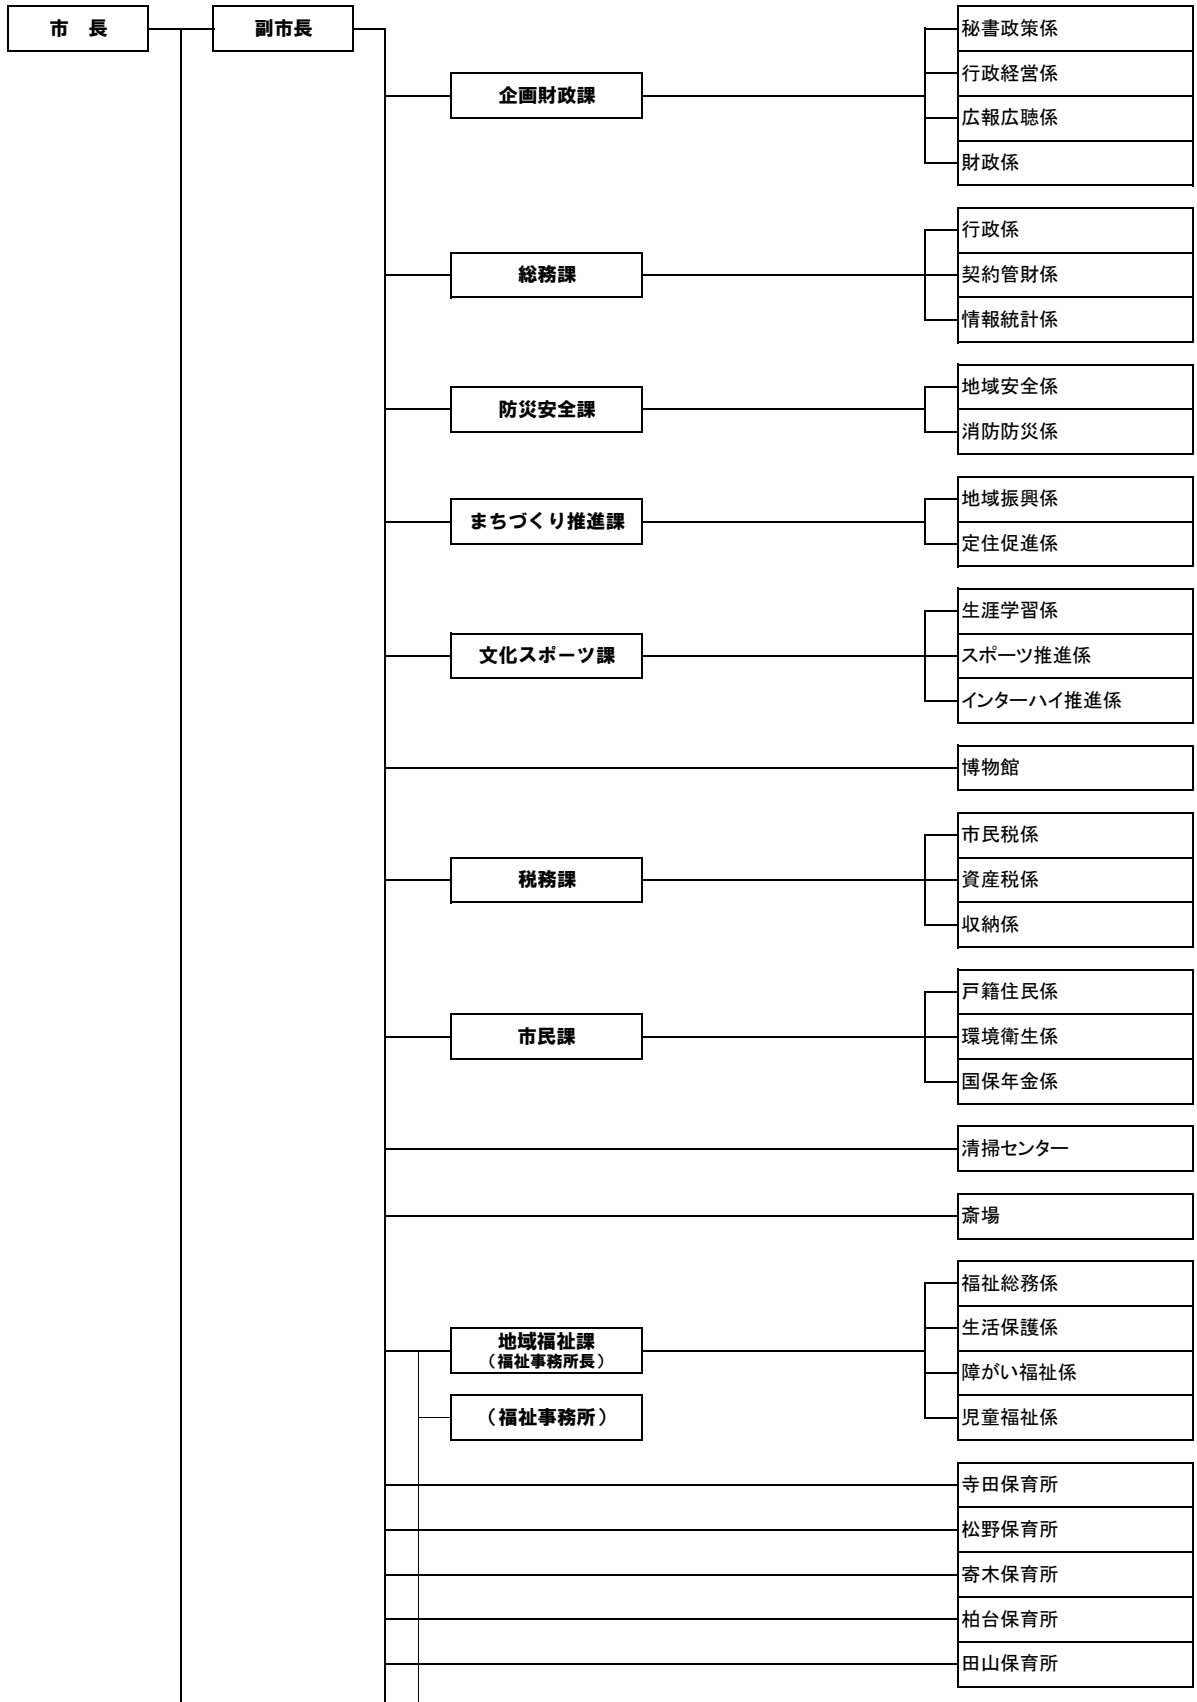 市　長
副市長
企画財政課
秘書政策係
行政経営係
広報広聴係
財政係
総務課
行政係
契約管財係
情報統計係
防災安全課
地域安全係
消防防災係
まちづくり推進課
地域振興係
定住促進係
文化スポーツ課
生涯学習係
スポーツ推進係
インターハイ推進係
博物館
税務課
市民税係
資産税係
収納係
市民課
戸籍住民係
環境衛生係
国保年金係
清掃センター
斎場
地域福祉課
（福祉事務所長）
（福祉事務所）
福祉総務係
生活保護係
障がい福祉係
児童福祉係
寺田保育所
松野保育所
寄木保育所
柏台保育所
田山保育所